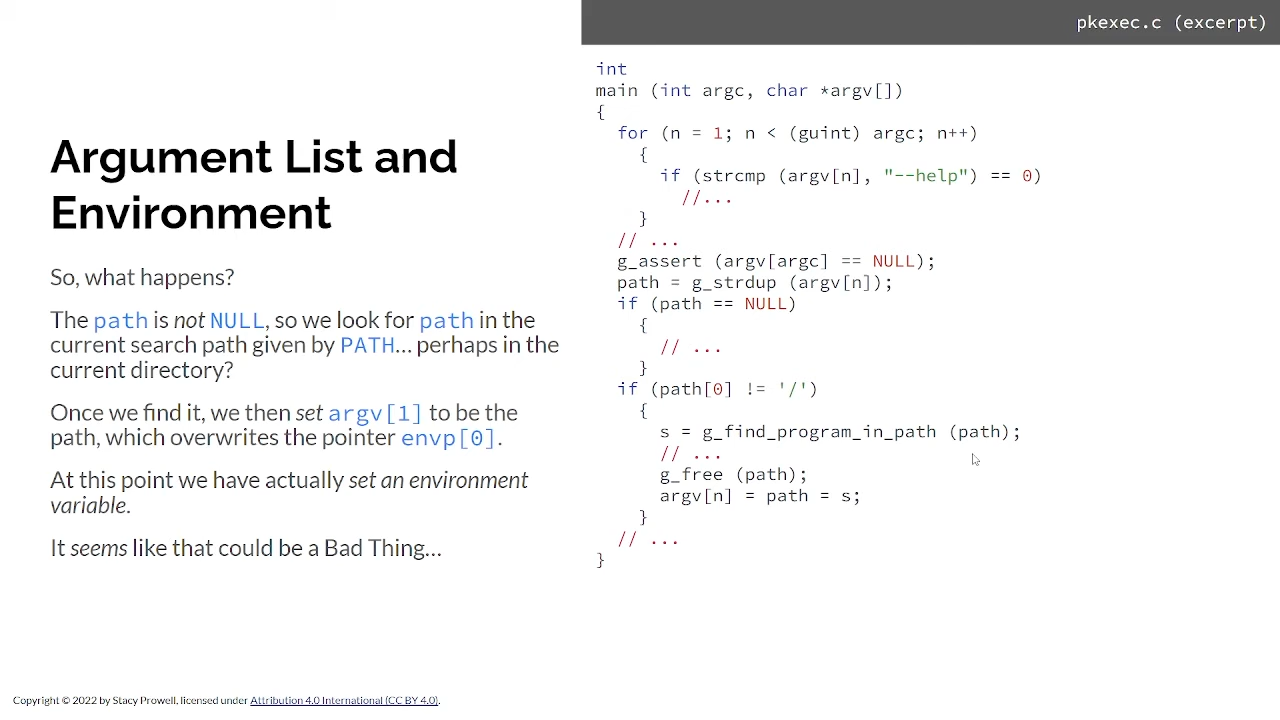 pkexec.c (excerpt)
Argument List and
Environment
So, what happens?
The path is not NULL, so we look for path in the
current search path given by PATH… perhaps in the
current directory?
Once we find it, we then set argv[1] to be the
path, which overwrites the pointer envp[0].
At this point we have actually set an environment
variable.
It seems like that could be a Bad Thing…
int
main (int argc, char *argv[])
{
  for (n = 1; n < (guint) argc; n++)
    {
      if (strcmp (argv[n], "--help") == 0)
        //...
    }
  // ...
  g_assert (argv[argc] == NULL);
  path = g_strdup (argv[n]);
  if (path == NULL)
    {
      // ...
    }
  if (path[0] != '/')
    {
      s = g_find_program_in_path (path);
      // ...
      g_free (path);
      argv[n] = path = s;
    }
  // ...
}
Copyright © 2022 by Stacy Prowell, licensed under Attribution 4.0 International (CC BY 4.0).